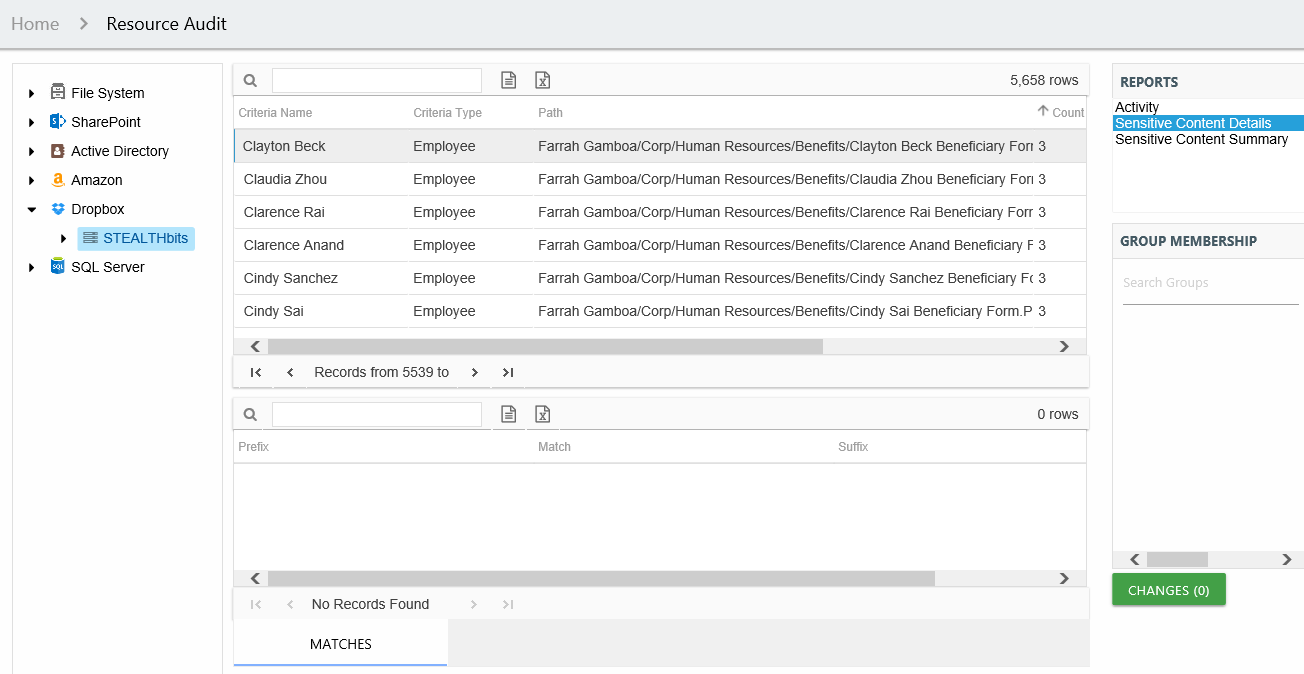 Home > Resource Audit
File System
SharePoint
Active Directory
Amazon
Dropbox
STEALTHbits
SQL Server
5,658 rows
Criteria Name Criteria Type Path Count
Clayton Beck Employee Farrah Gamboa/Corp/Human Resources/Benefits/Clayton Beck Beneficiary Form 3
Claudia Zhou Employee Farrah Gamboa/Corp/Human Resources/Benefits/Claudia Zhou Beneficiary Forn 3
Clarence Rai Employee Farrah Gamboa/Corp/Human Resources/Benefits/Clarence Rai Beneficiary Forr 3
Clarence Anand Employee Farrah Gamboa/Corp/Human Resources/Benefits/Clarence Anand Beneficiary F 3
Cindy Sanchez Employee Farrah Gamboa/Corp/Human Resources/Benefits/Cindy Sanchez Beneficiary Fo 3
Cindy Sai Employee Farrah Gamboa/Corp/Human Resources/Benefits/Cindy Sai Beneficiary Form.P 3
Records from 5539 to
0 rows
Prefix Match Suffix
No Records Found
MATCHES
REPORTS
Activity
Sensitive Content Details
Sensitive Content Summary
GROUP MEMBERSHIP
Search Groups
CHANGES (0)